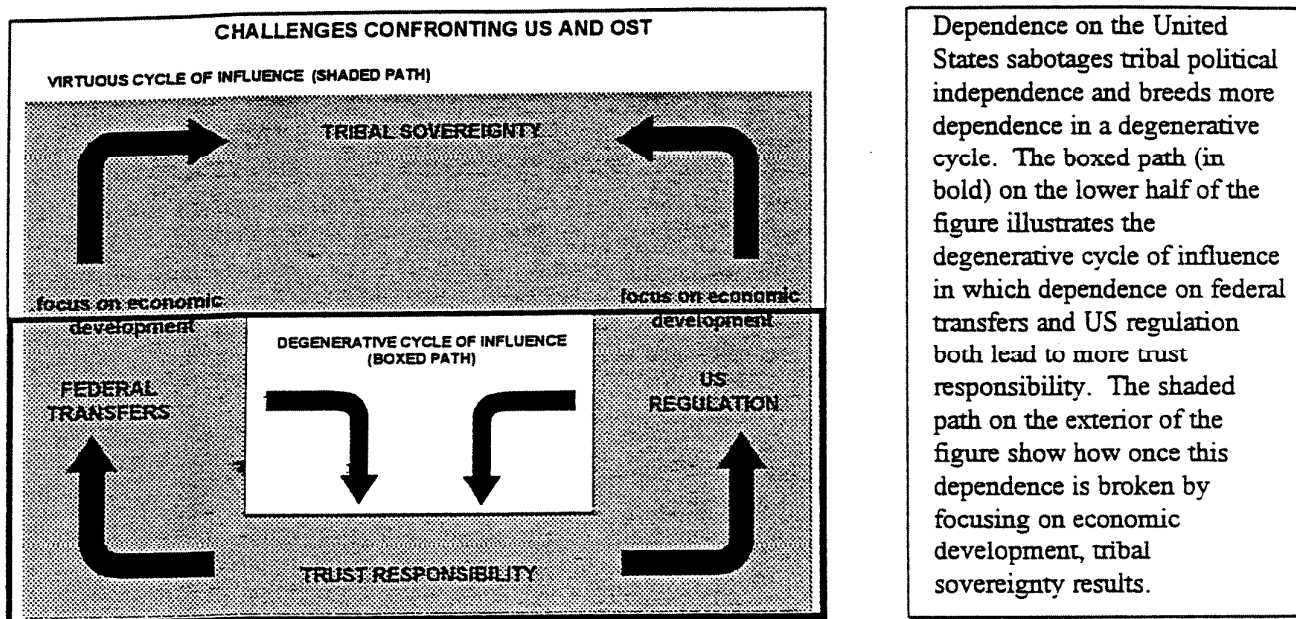 CHALLENGES CONFRONTING US AND OST
VIRTUOUS CYCLE OF INFLUENCE (SHADED PATH)
TRIBAL SOVEREIGNTY
focus on economic
development
focus on economic
development
DEGENERATIVE CYCLE OF INFLUENCE
(BOXED PATH)
FEDERAL
TRANSFERS
US
REGULATION
TRUST RESPONSIBILITY
Dependence on the United
States sabotages tribal political
independence and breeds more
dependence in a degenerative
cycle. The boxed path (in
bold) on the lower half of the
figure illustrates the
degenerative cycle of influence
in which dependence on federal
transfers and US regulation
both lead to more trust
responsibility. The shaded
path on the exterior of the
figure show how once this
dependence is broken by
focusing on economic
development, tribal
sovereignty results.